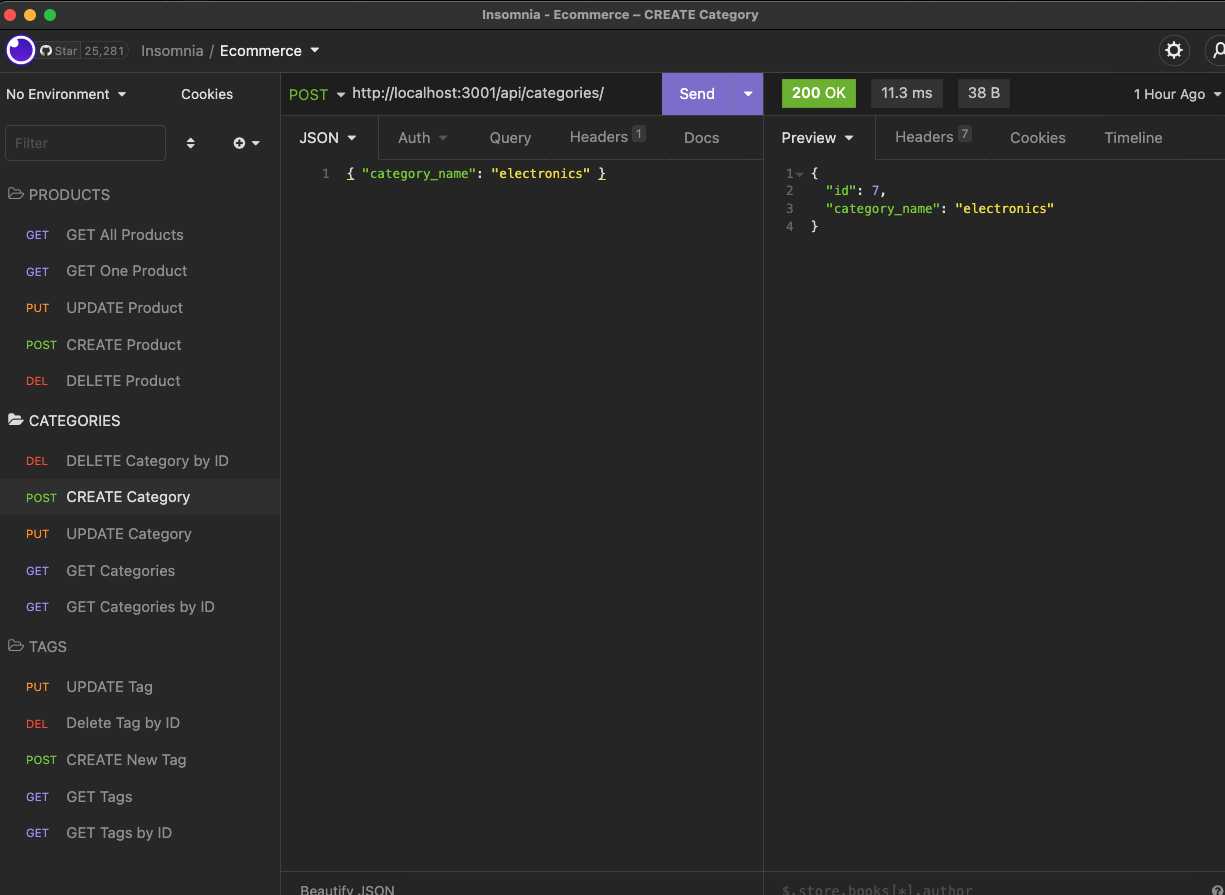 Insomnia - Ecommerce – CREATE Category
Star 25,281 Insomnia / Ecommerce
No Environment Cookies
Filter
PRODUCTS
GET GET All Products
GET GET One Product
PUT UPDATE Product
POST CREATE Product
DEL DELETE Product
CATEGORIES
DEL DELETE Category by ID
POST CREATE Category
PUT UPDATE Category
GET GET Categories
GET GET Categories by ID
TAGS
PUT UPDATE Tag
DEL Delete Tag by ID
POST CREATE New Tag
GET GET Tags
GET GET Tags by ID
POST http://localhost:3001/api/categories/ Send
JSON Auth Query Headers 1 Docs
1 { "category_name": "electronics" }
Beautify JSON
200 OK 11.3 ms 38 B 1 Hour Ago
Preview Headers 7 Cookies Timeline
1 {
2 "id": 7,
3 "category_name": "electronics"
4 }
$.store.books[*].author